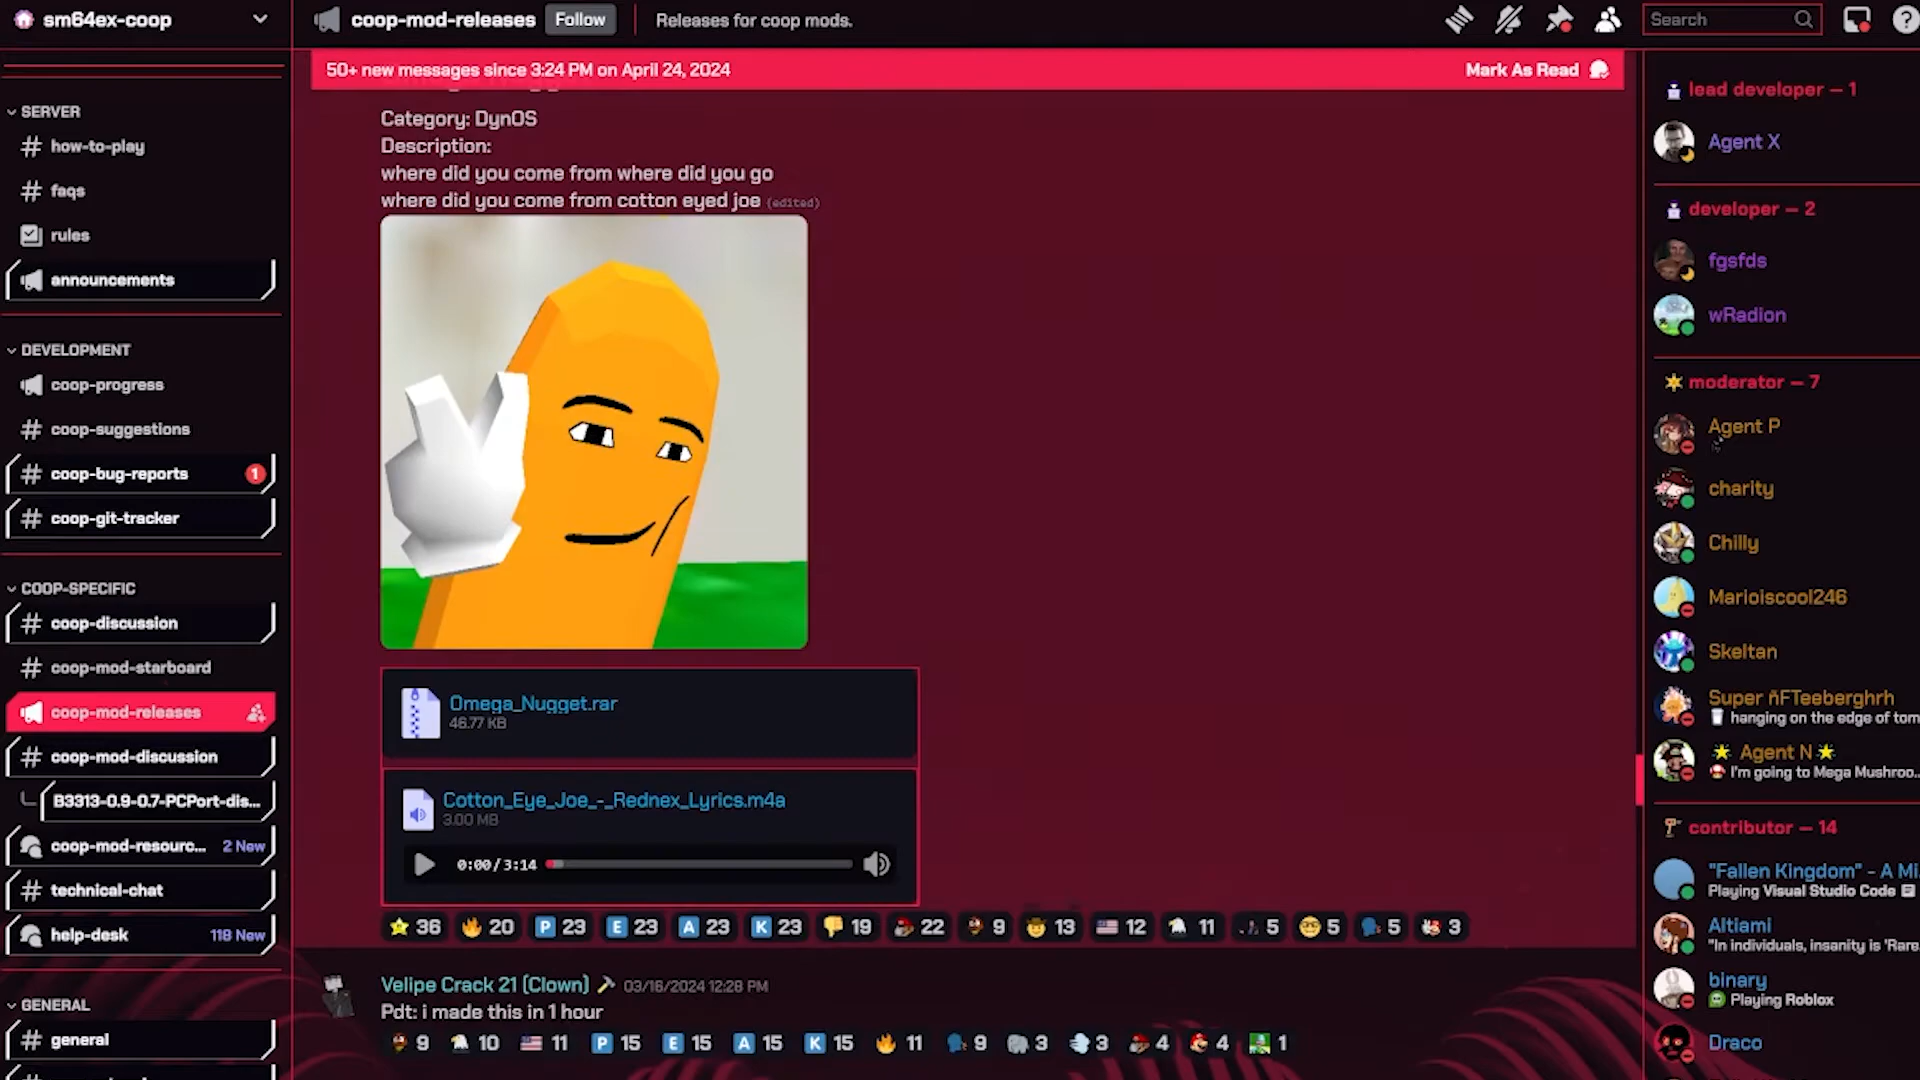 sm64ex-coop
coop-mod-releases
Follow
Releases for coop mods.
Search
50+ new messages since 3:24 PM on April 24, 2024
Mark As Read
SERVER
how-to-play
faqs
rules
announcements
DEVELOPMENT
coop-progress
coop-suggestions
coop-bug-reports
1
coop-git-tracker
COOP-SPECIFIC
coop-discussion
coop-mod-starboard
coop-mod-releases
coop-mod-discussion
B3313-0.9-0.7-PCPort-dis...
coop-mod-resourc... 2 New
technical-chat
help-desk 118 New
GENERAL
general
Category: DynOS
Description:
where did you come from where did you go
where did you come from cotton eyed joe (edited)
Omega_Nugget.rar
46.77 KB
Cotton_Eye_Joe_-_Rednex_Lyrics.m4a
3.00 MB
0:00 / 3:14
36 20 P 23 E 23 A 23 K 23 19 22 9 13 12 11 5 5 5 3
Velipe Crack 21 (Clown) 03/16/2024 12:28 PM
Pdt: i made this in 1 hour
9 10 11 P 15 E 15 A 15 K 15 11 9 3 3 4 4 1
lead developer — 1
Agent X
developer — 2
fgsfds
wRadion
moderator — 7
Agent P
charity
Chilly
Marioiscool246
Skeltan
Super ñFTeeberghrh
hanging on the edge of tom
Agent N
I'm going to Mega Mushroo...
contributor — 14
"Fallen Kingdom" - A Mi
Playing Visual Studio Code
Altiami
"In individuals, insanity is 'Rare
binary
Playing Roblox
Draco